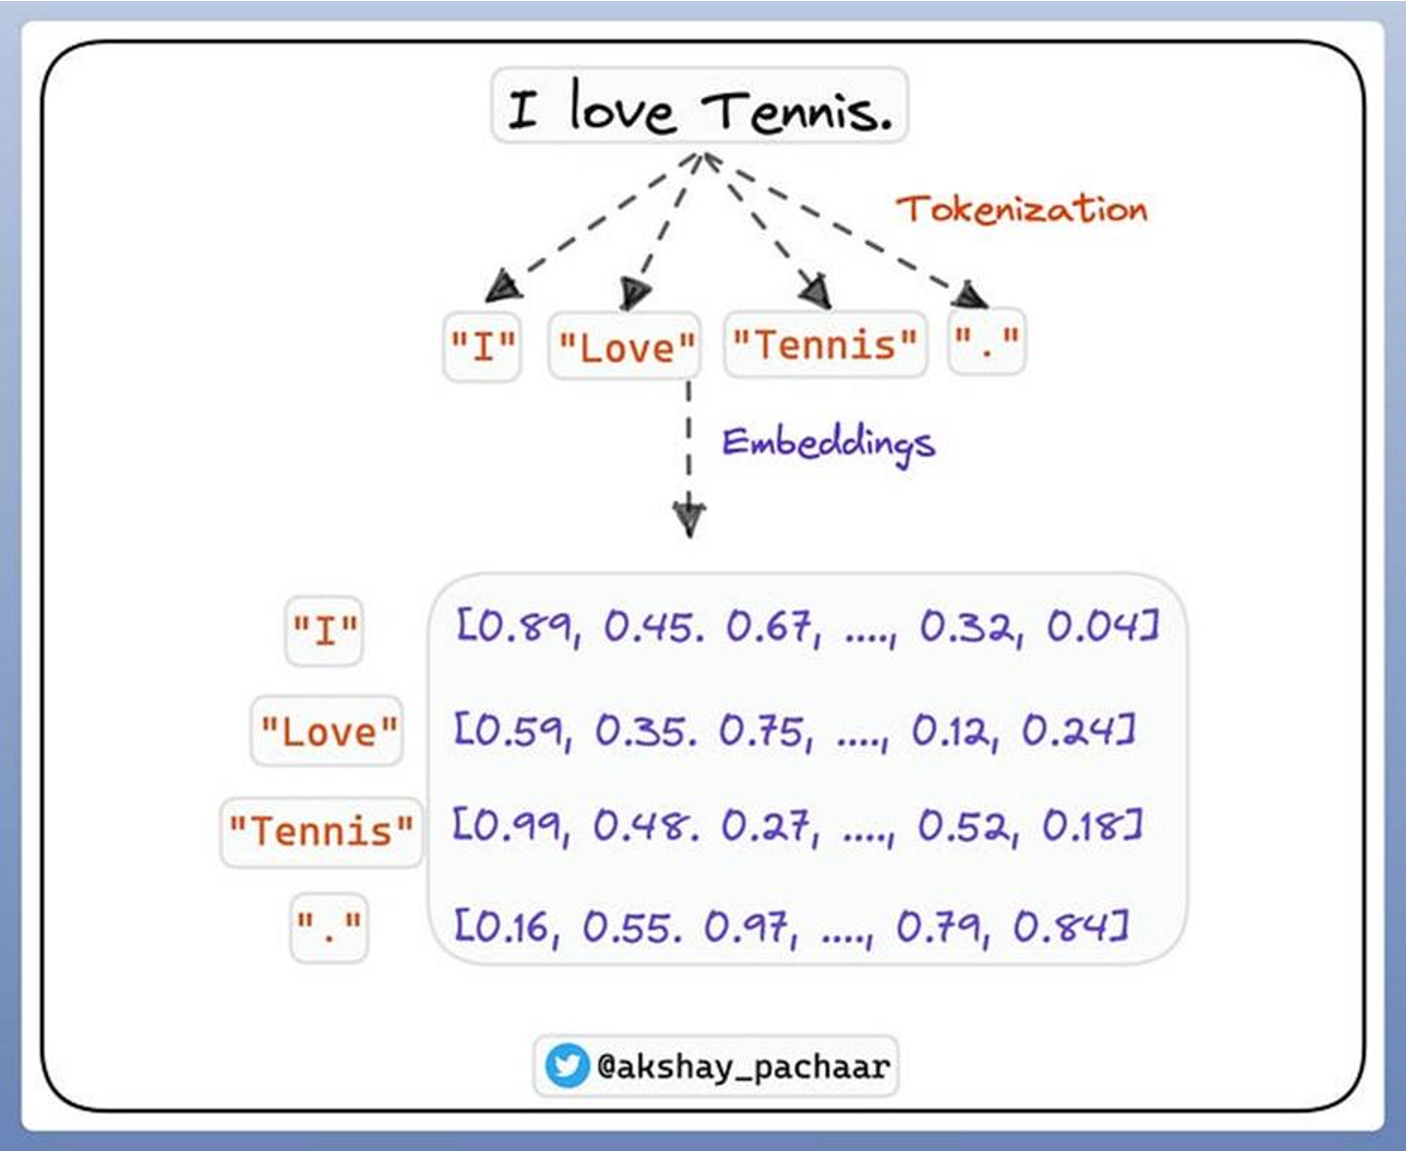 I love Tennis.
Tokenization
"I" "Love" "Tennis" "."
Embeddings
"I" [0.89, 0.45. 0.67, ...., 0.32, 0.04]
"Love" [0.59, 0.35. 0.75, ...., 0.12, 0.24]
"Tennis" [0.99, 0.48. 0.27, ...., 0.52, 0.18]
"." [0.16, 0.55. 0.97, ...., 0.79, 0.84]
@akshay_pachaar